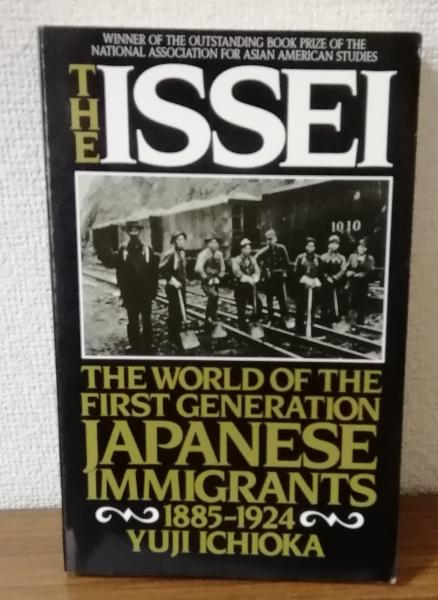 WINNER OF THE OUTSTANDING BOOK PRIZE OF THE
NATIONAL ASSOCIATION FOR ASIAN AMERICAN STUDIES
THE
ISSEI
1010
THE WORLD OF THE
FIRST GENERATION
JAPANESE
IMMIGRANTS
1885–1924
YUJI ICHIOKA